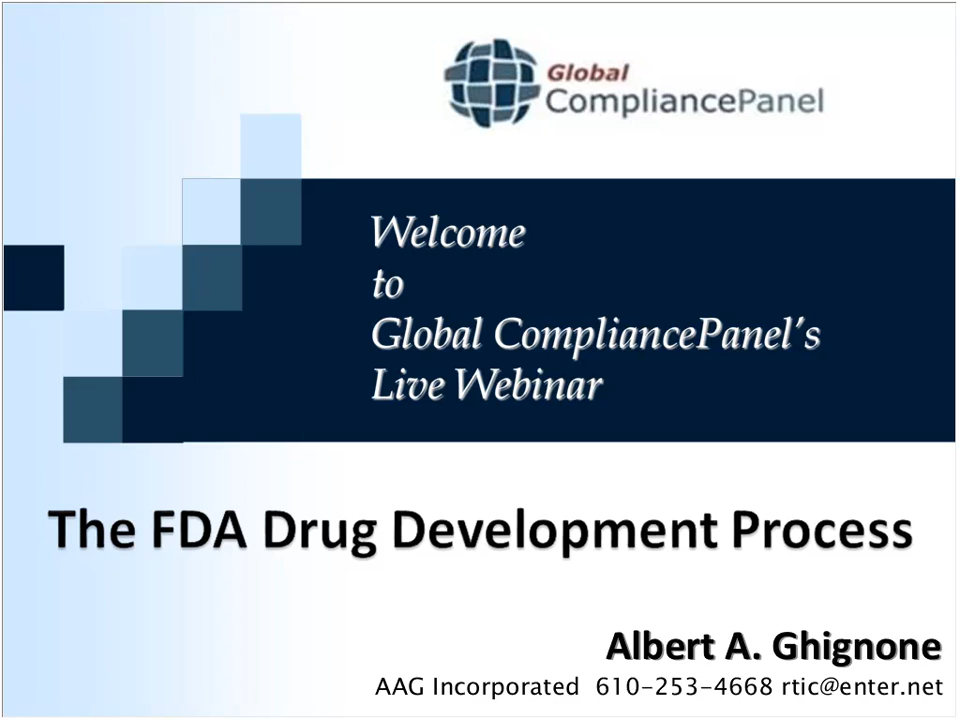 Global
CompliancePanel
Welcome
to
Global CompliancePanel's
Live Webinar
The FDA Drug Development Process
Albert A. Ghignone
AAG Incorporated 610-253-4668 rtic@enter.net